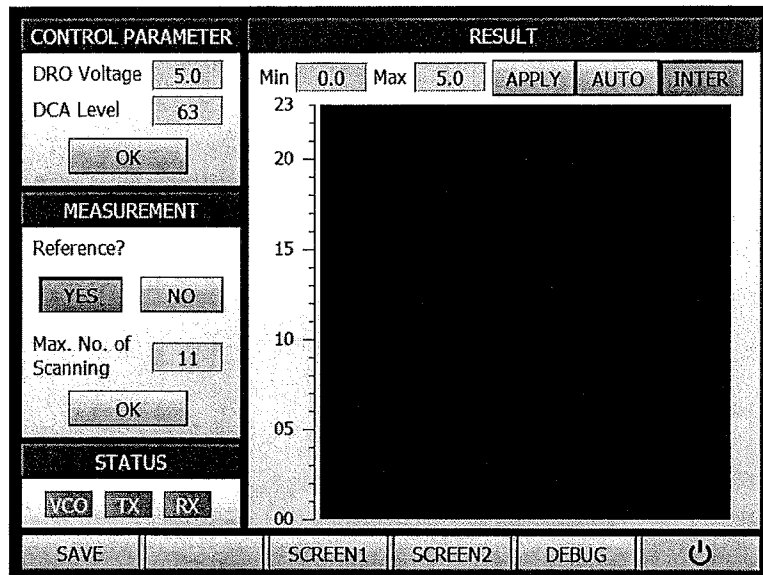 CONTROL PARAMETER
DRO Voltage 5.0
DCA Level 63
OK
MEASUREMENT
Reference?
YES NO
Max. No. of
Scanning 11
OK
STATUS
VCO TX RX
RESULT
Min 0.0 Max 5.0 APPLY AUTO INTER
23
20
15
10
05
00
SAVE SCREEN1 SCREEN2 DEBUG